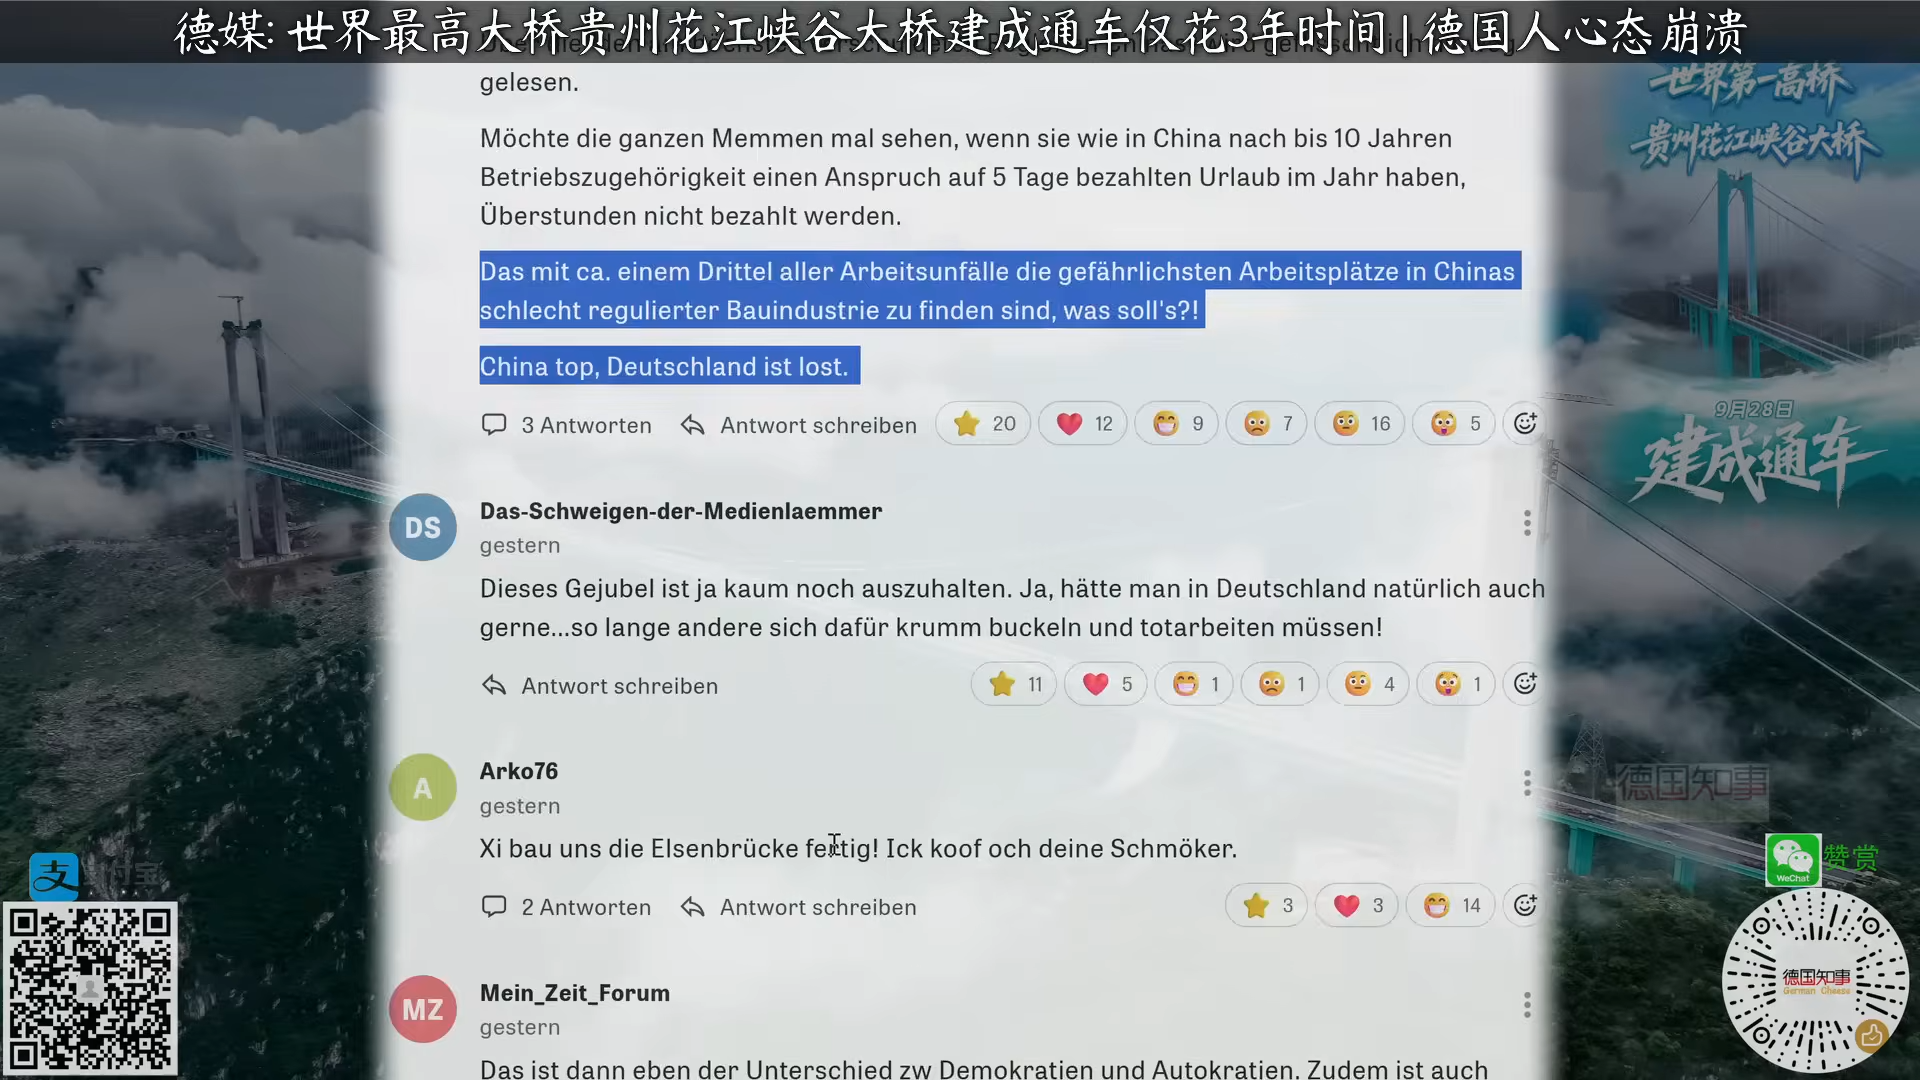 德媒: 世界最高大桥贵州花江峡谷大桥建成通车仅花3年时间 | 德国人心态崩溃
gelesen.
Möchte die ganzen Memmen mal sehen, wenn sie wie in China nach bis 10 Jahren
Betriebszugehörigkeit einen Anspruch auf 5 Tage bezahlten Urlaub im Jahr haben,
Überstunden nicht bezahlt werden.
Das mit ca. einem Drittel aller Arbeitsunfälle die gefährlichsten Arbeitsplätze in Chinas
schlecht regulierter Bauindustrie zu finden sind, was soll's?!
China top, Deutschland ist lost.
3 Antworten Antwort schreiben 20 12 9 7 16 5
DS Das-Schweigen-der-Medienlaemmer
gestern
Dieses Gejubel ist ja kaum noch auszuhalten. Ja, hätte man in Deutschland natürlich auch
gerne...so lange andere sich dafür krumm buckeln und totarbeiten müssen!
Antwort schreiben 11 5 1 1 4 1
A Arko76
gestern
Xi bau uns die Elsenbrücke fertig! Ick koof och deine Schmöker.
2 Antworten Antwort schreiben 3 3 14
MZ Mein_Zeit_Forum
gestern
Das ist dann eben der Unterschied zw Demokratien und Autokratien. Zudem ist auch
世界第一高桥
贵州花江峡谷大桥
9月28日
建成通车
德国知事
支付宝
WeChat
赞赏
德国知事
German Cheese